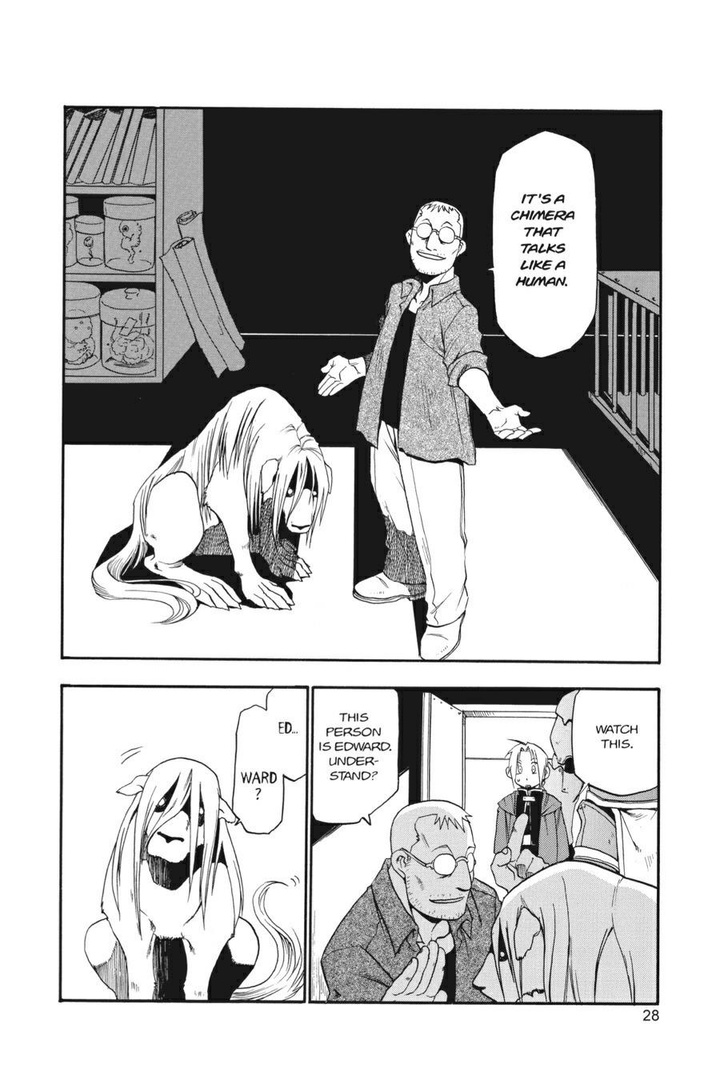 IT'S A
CHIMERA
THAT
TALKS
LIKE A
HUMAN.
WATCH
THIS.
THIS
PERSON
IS EDWARD.
UNDER-
STAND?
ED...
WARD
?
28